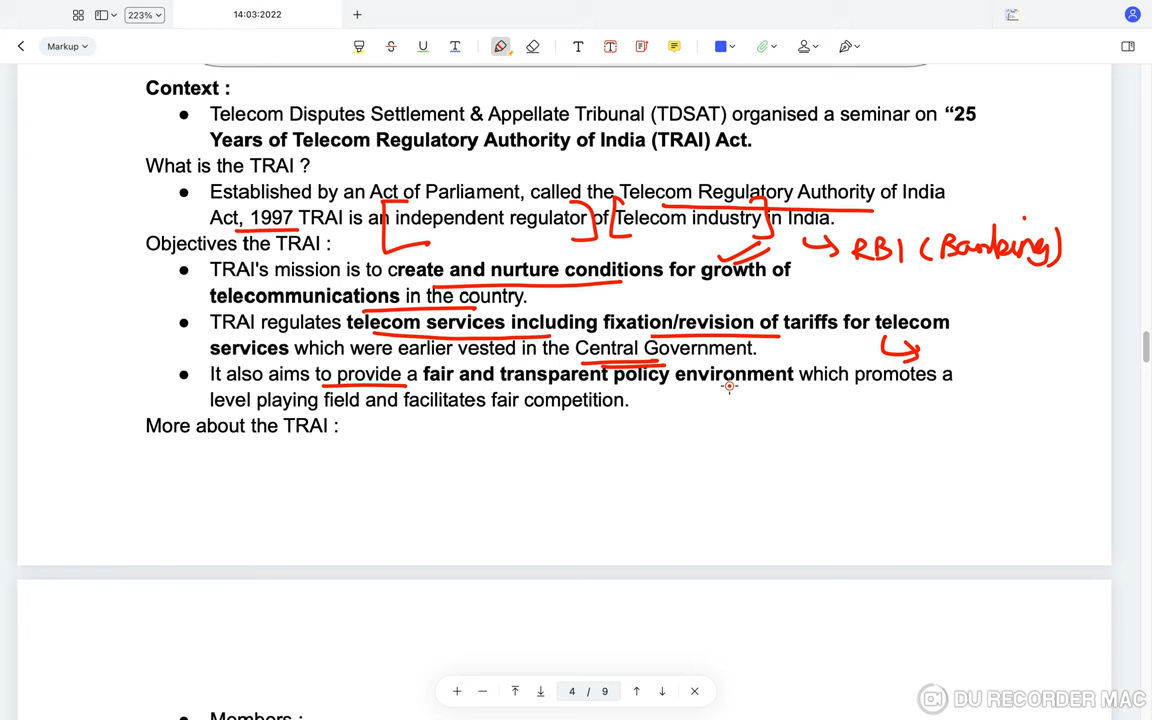 223%
14:03:2022
Markup
Context :
● Telecom Disputes Settlement & Appellate Tribunal (TDSAT) organised a seminar on “25
Years of Telecom Regulatory Authority of India (TRAI) Act.
What is the TRAI ?
● Established by an Act of Parliament, called the Telecom Regulatory Authority of India
Act, 1997 TRAI is an independent regulator of Telecom industry in India.
Objectives the TRAI :
RBI (Banking)
● TRAI's mission is to create and nurture conditions for growth of
telecommunications in the country.
● TRAI regulates telecom services including fixation/revision of tariffs for telecom
services which were earlier vested in the Central Government.
● It also aims to provide a fair and transparent policy environment which promotes a
level playing field and facilitates fair competition.
More about the TRAI :
4 / 9
DU RECORDER MAC
● Members :